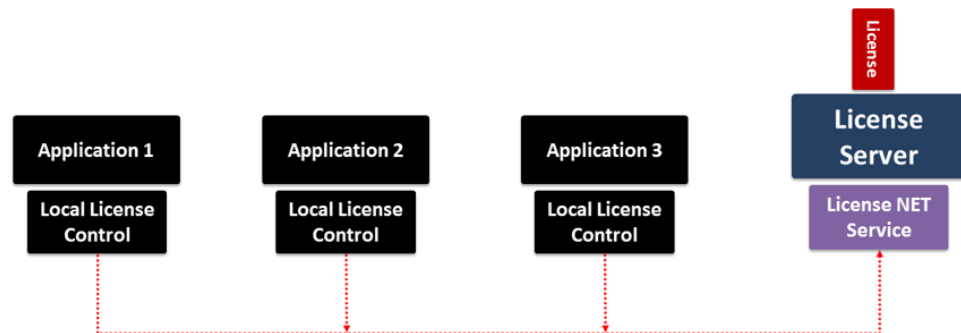 License
Application 1
Application 2
Application 3
License
Server
Local License
Control
Local License
Control
Local License
Control
License NET
Service